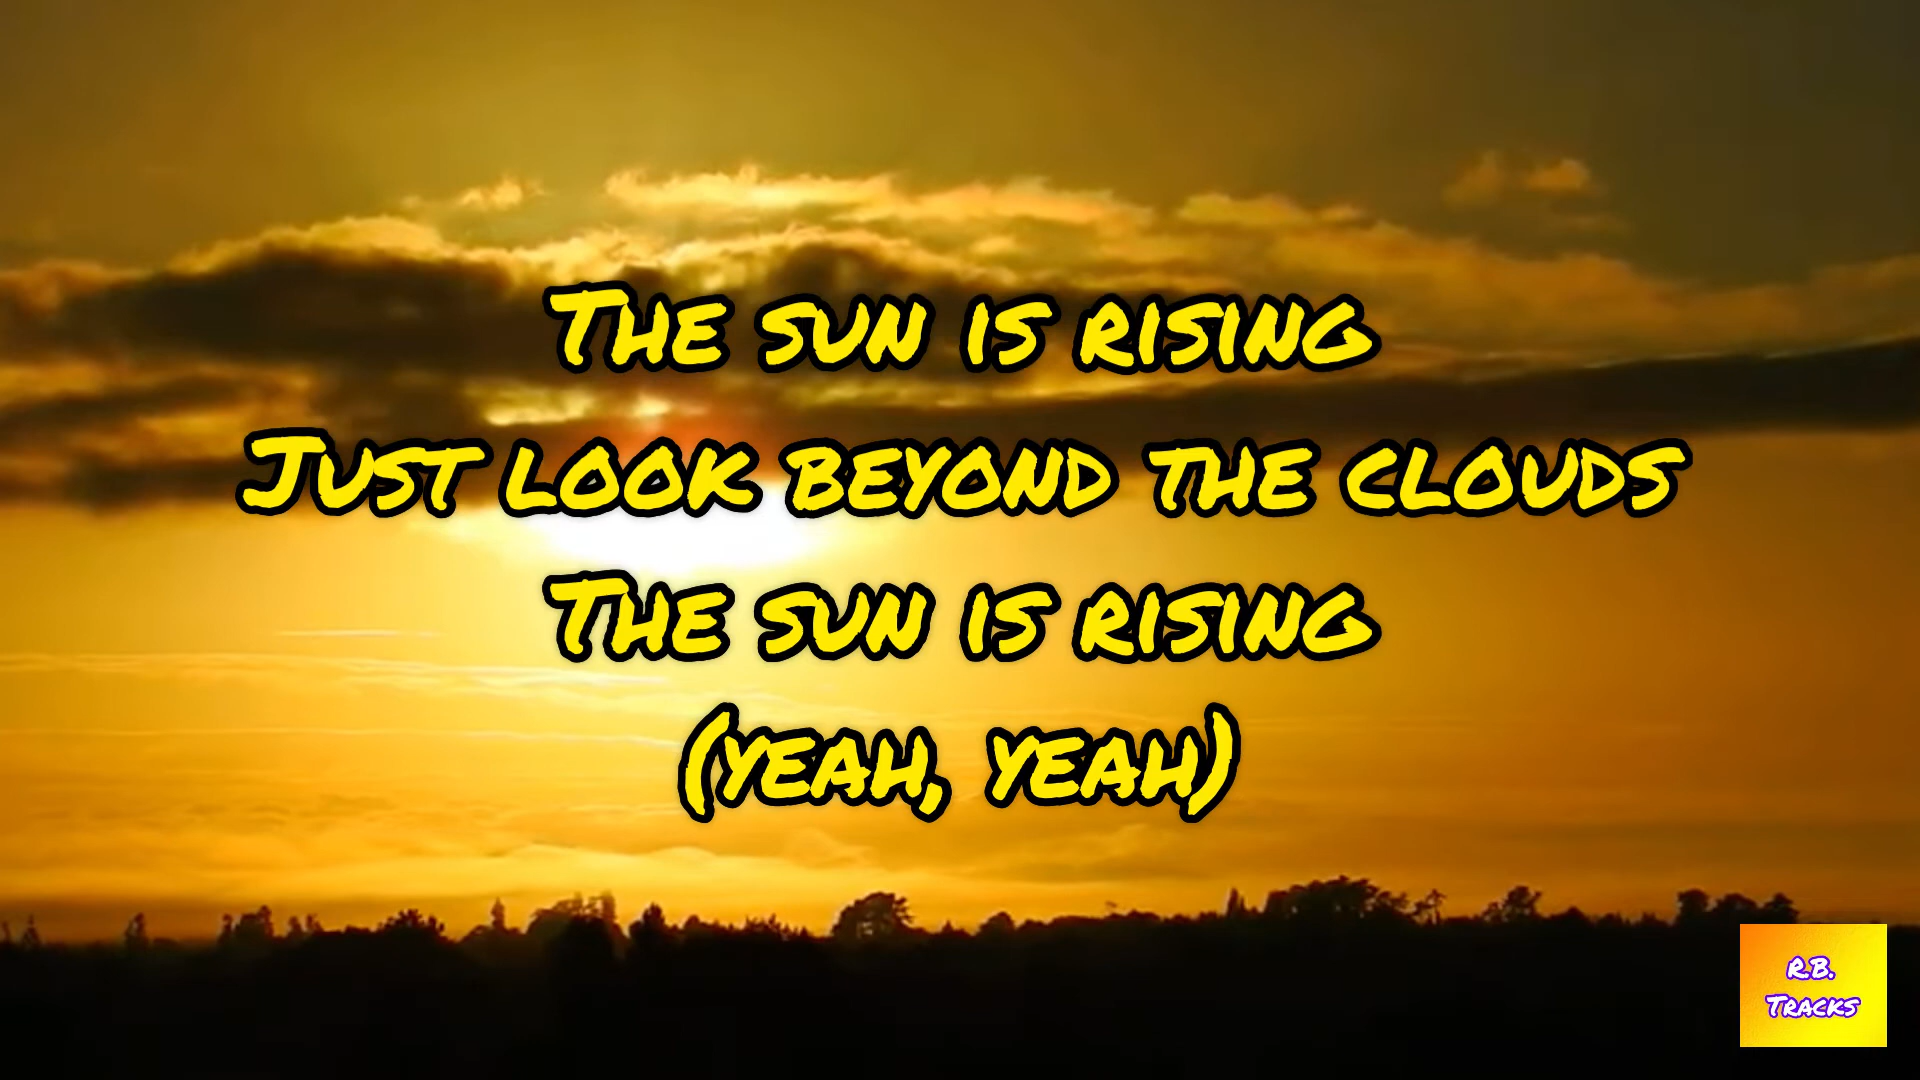 The sun is rising
Just look beyond the clouds
The sun is rising
(yeah, yeah)
R.B.
Tracks